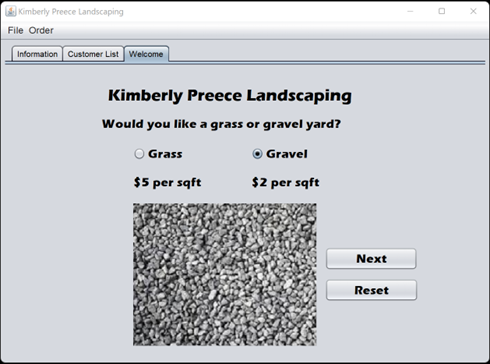 Kimberly Preece Landscaping
File Order
Information Customer List Welcome
Kimberly Preece Landscaping
Would you like a grass or gravel yard?
Grass Gravel
$5 per sqft $2 per sqft
Next
Reset